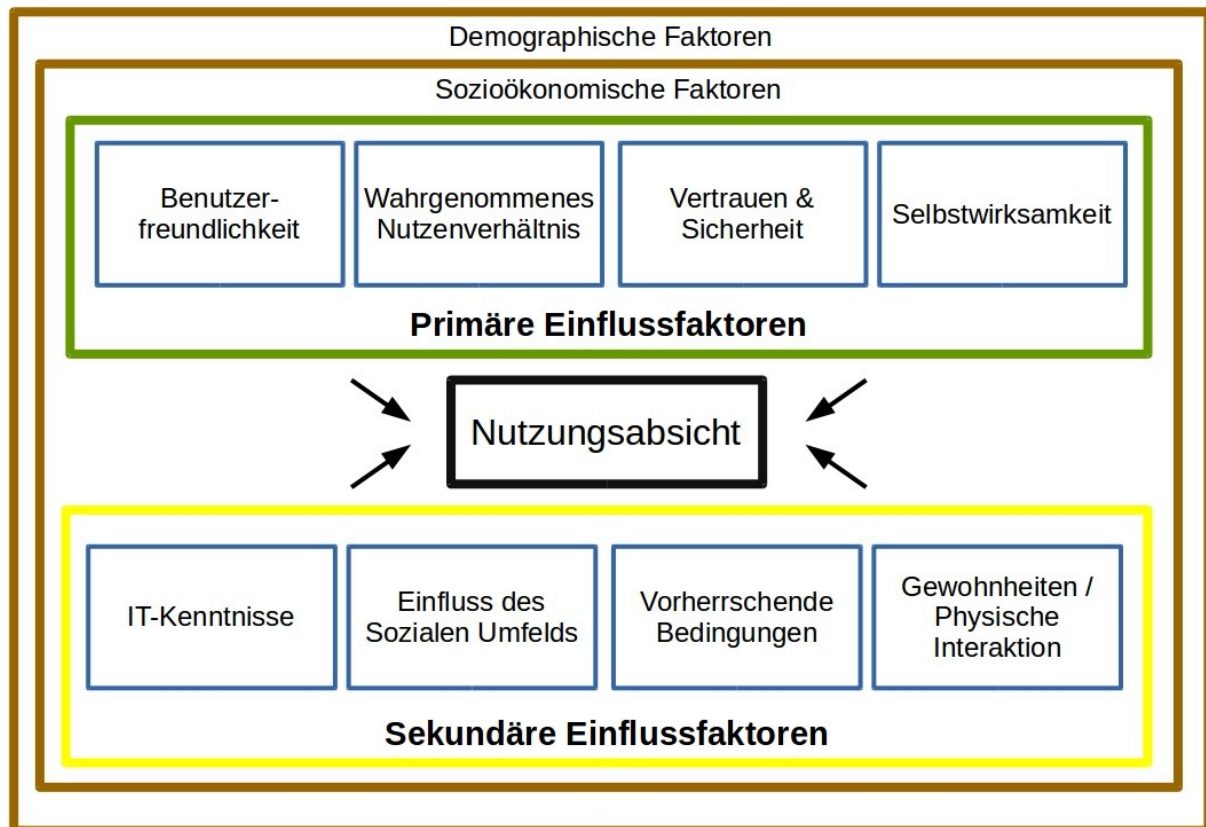 Demographische Faktoren
Sozioökonomische Faktoren
Benutzer-
freundlichkeit
Wahrgenommenes
Nutzenverhältnis
Vertrauen &
Sicherheit
Selbstwirksamkeit
Primäre Einflussfaktoren
Nutzungsabsicht
IT-Kenntnisse
Einfluss des
Sozialen Umfelds
Vorherrschende
Bedingungen
Gewohnheiten /
Physische
Interaktion
Sekundäre Einflussfaktoren